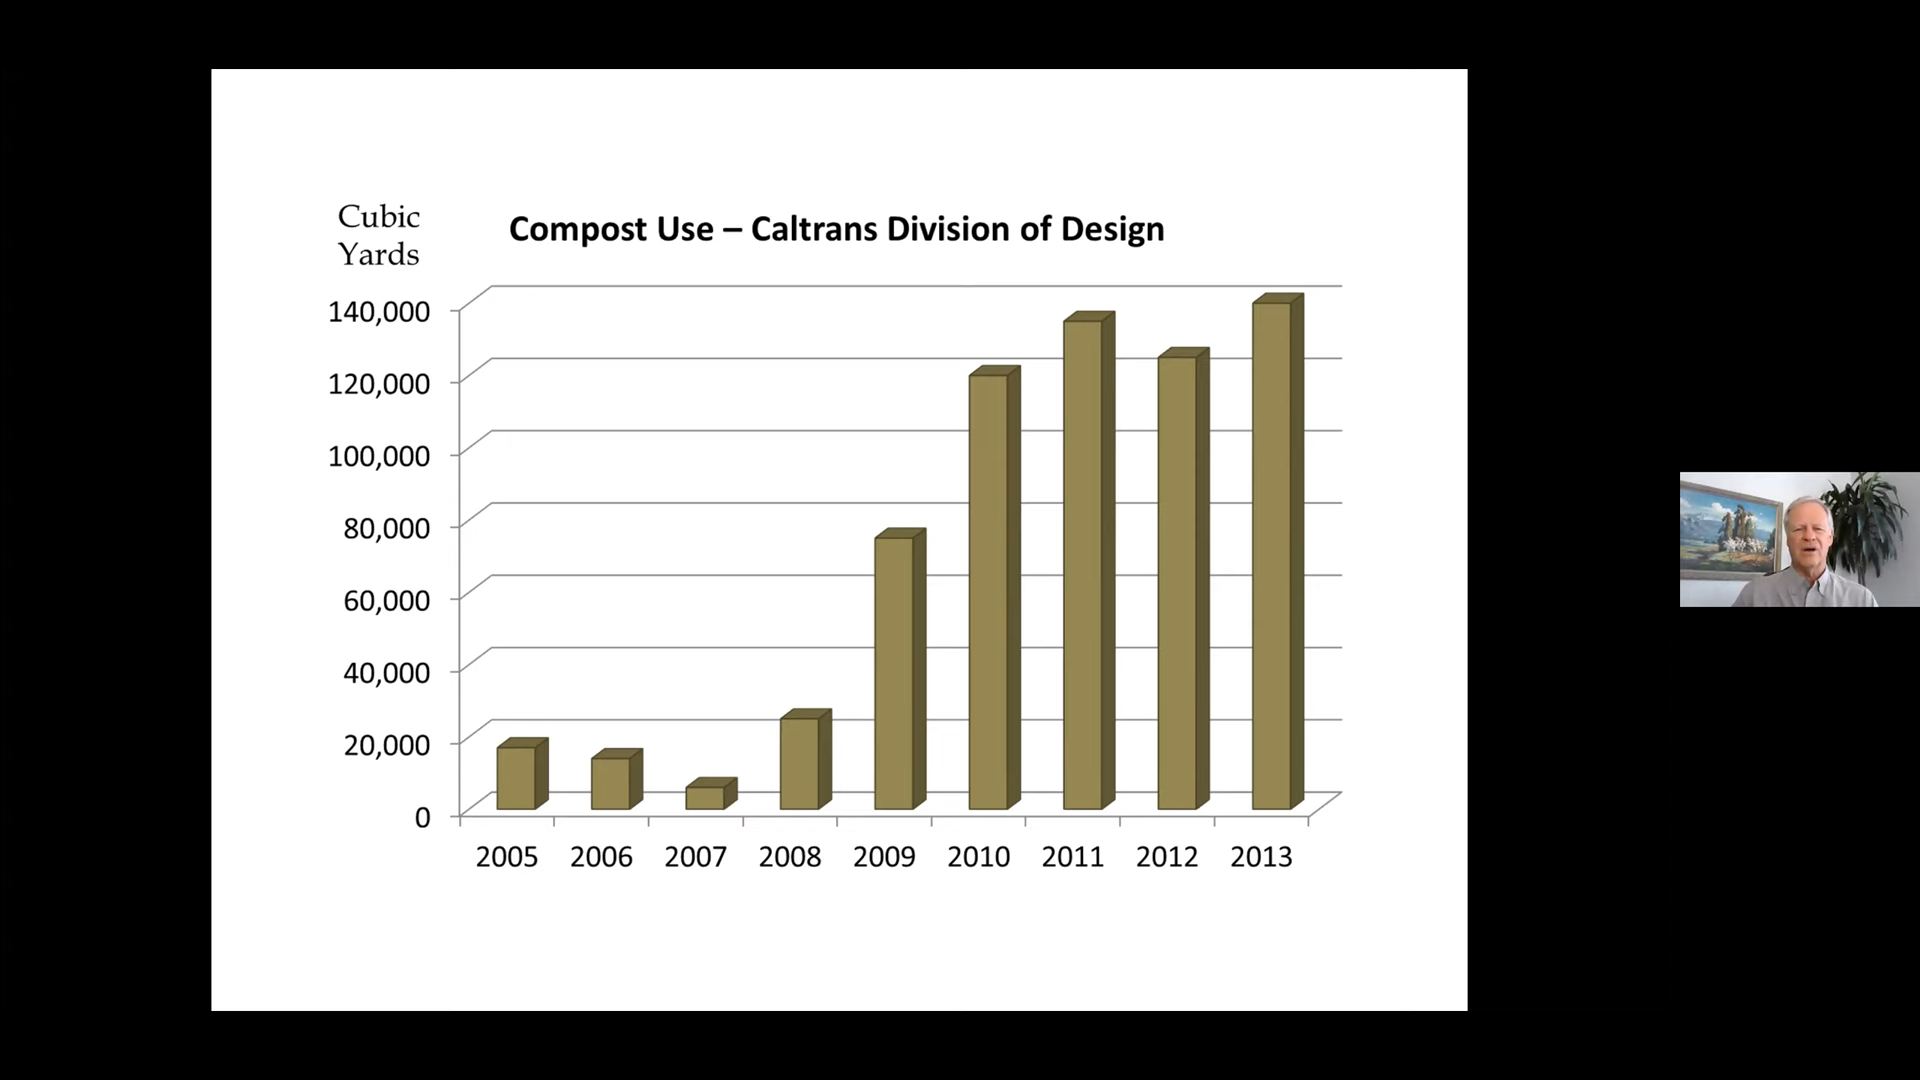 Cubic
Yards
Compost Use – Caltrans Division of Design
140,000
120,000
100,000
80,000
60,000
40,000
20,000
0
2005 2006 2007 2008 2009 2010 2011 2012 2013